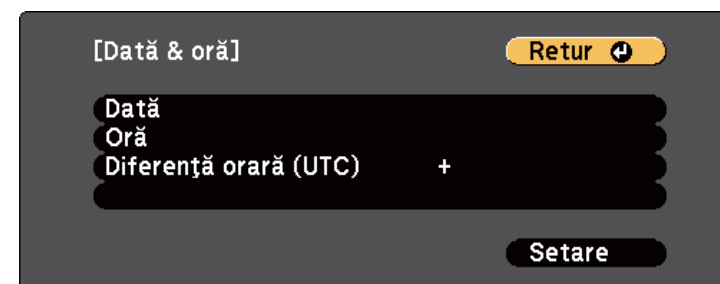 [Dată & oră]
Retur
Dată
Oră
Diferenţă orară (UTC) +
Setare